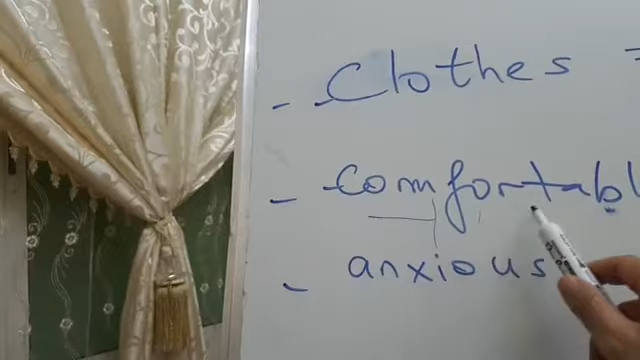 - Clothes =
- comfortabl
- anxious